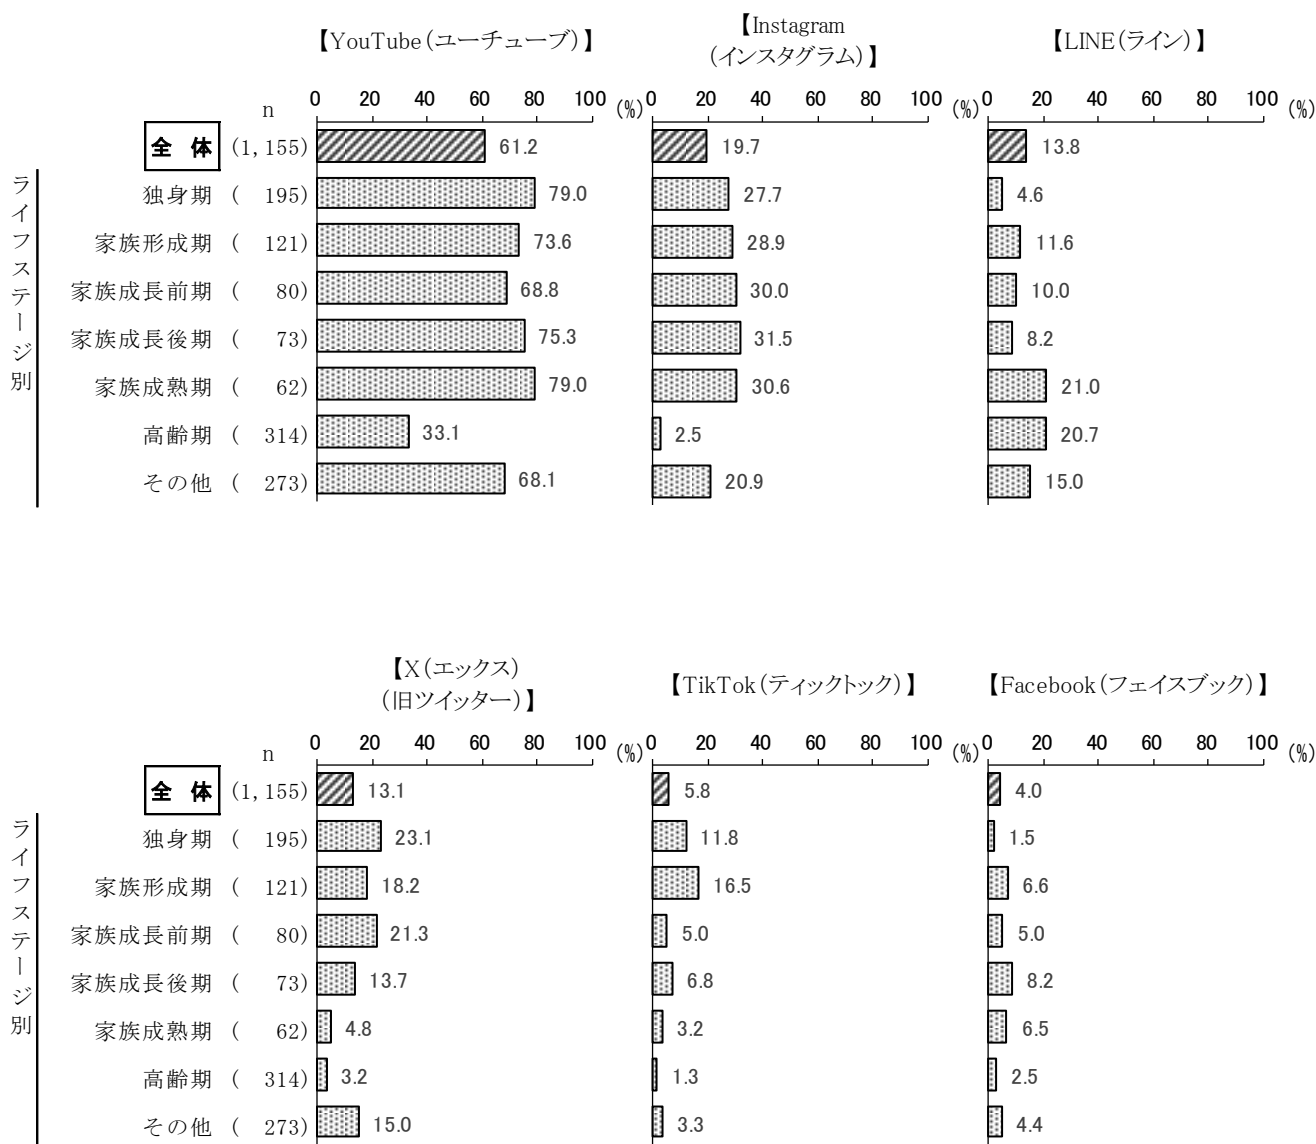 【YouTube(ユーチューブ)】
【Instagram
(インスタグラム)】
【LINE(ライン)】
n 0 20 40 60 80 100 (%) 0 20 40 60 80 100 (%) 0 20 40 60 80 100 (%)
全 体 (1,155) 61.2 19.7 13.8
ライフステージ別
独身期 ( 195) 79.0 27.7 4.6
家族形成期 ( 121) 73.6 28.9 11.6
家族成長前期 ( 80) 68.8 30.0 10.0
家族成長後期 ( 73) 75.3 31.5 8.2
家族成熟期 ( 62) 79.0 30.6 21.0
高齢期 ( 314) 33.1 2.5 20.7
その他 ( 273) 68.1 20.9 15.0
【X(エックス)
(旧ツイッター)】
【TikTok(ティックトック)】
【Facebook(フェイスブック)】
n 0 20 40 60 80 100 (%) 0 20 40 60 80 100 (%) 0 20 40 60 80 100 (%)
全 体 (1,155) 13.1 5.8 4.0
ライフステージ別
独身期 ( 195) 23.1 11.8 1.5
家族形成期 ( 121) 18.2 16.5 6.6
家族成長前期 ( 80) 21.3 5.0 5.0
家族成長後期 ( 73) 13.7 6.8 8.2
家族成熟期 ( 62) 4.8 3.2 6.5
高齢期 ( 314) 3.2 1.3 2.5
その他 ( 273) 15.0 3.3 4.4